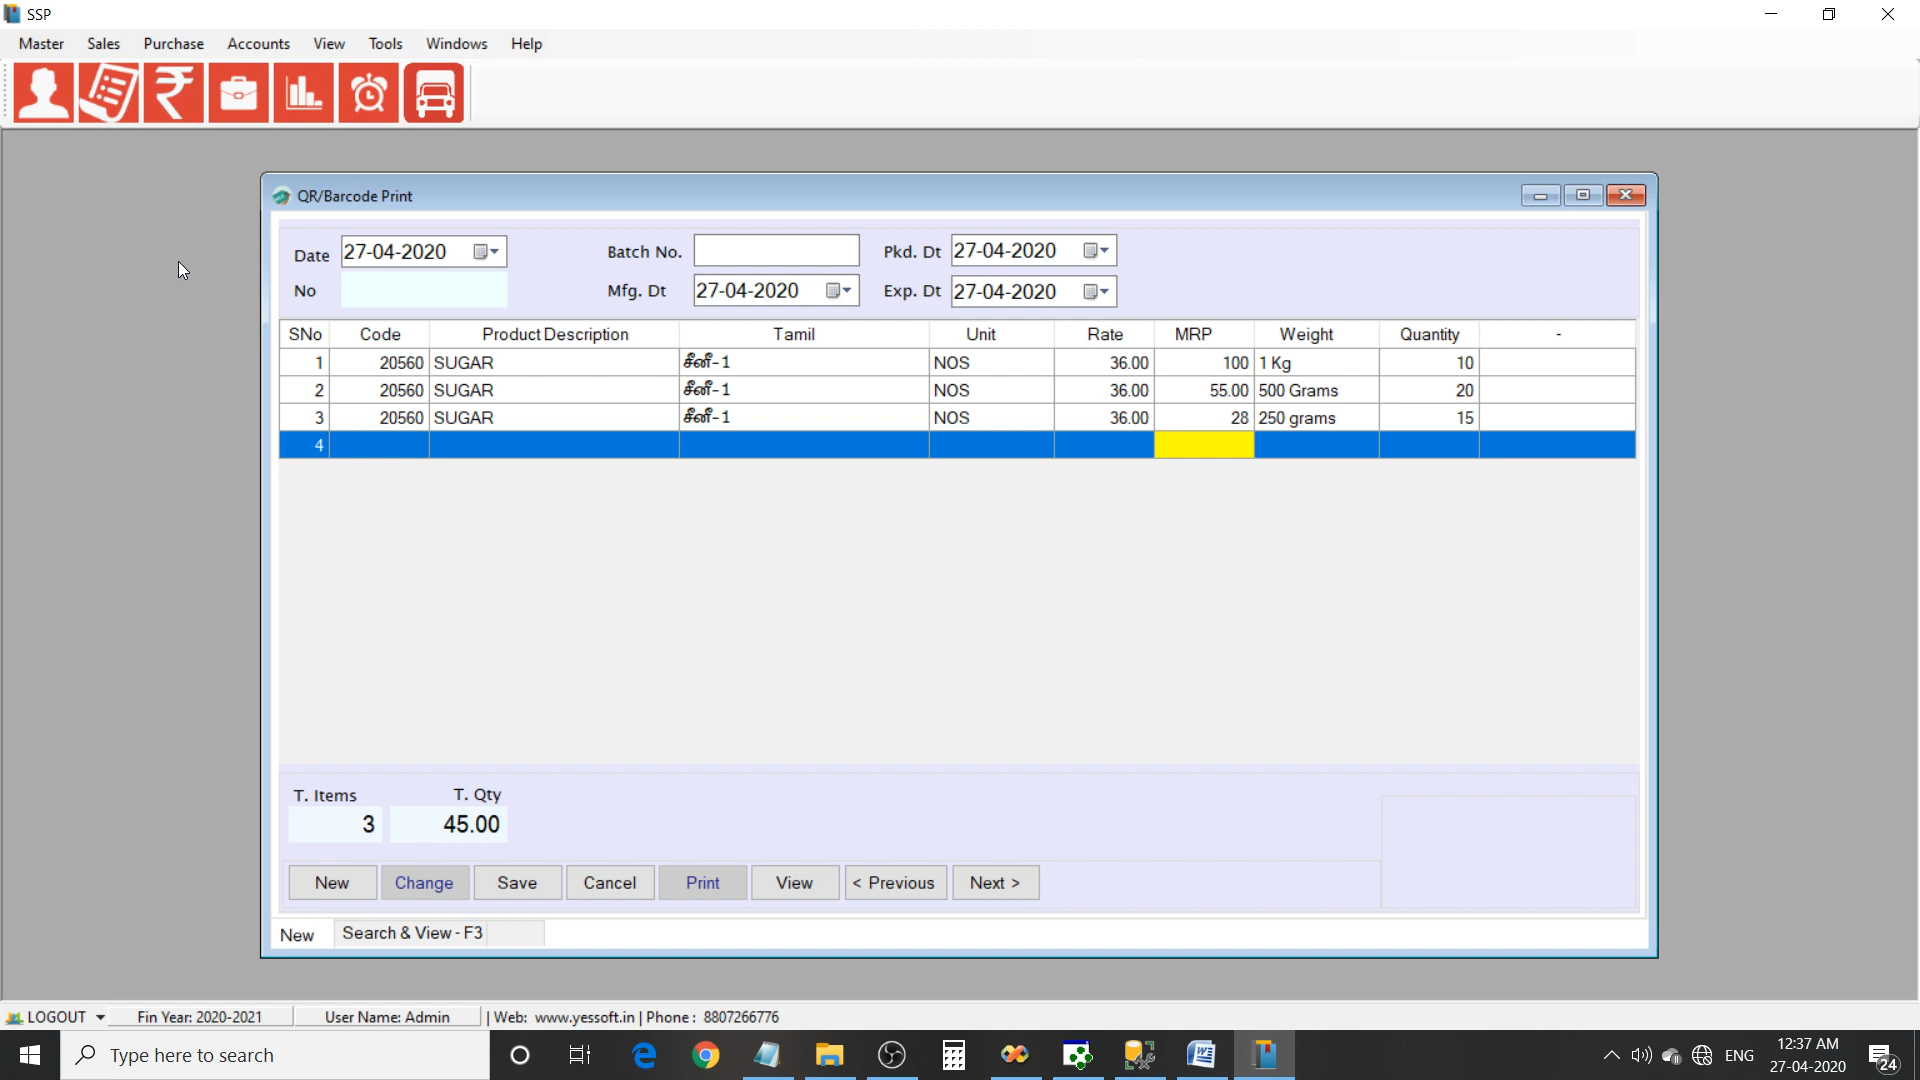 SSP
Master Sales Purchase Accounts View Tools Windows Help
QR/Barcode Print
Date 27-04-2020 Batch No. Pkd. Dt 27-04-2020
No Mfg. Dt 27-04-2020 Exp. Dt 27-04-2020
SNo Code Product Description Tamil Unit Rate MRP Weight Quantity -
1 20560 SUGAR சீனி-1 NOS 36.00 100 1 Kg 10
2 20560 SUGAR சீனி-1 NOS 36.00 55.00 500 Grams 20
3 20560 SUGAR சீனி-1 NOS 36.00 28 250 grams 15
4
T. Items T. Qty
3 45.00
New Change Save Cancel Print View < Previous Next >
New Search & View - F3
LOGOUT Fin Year: 2020-2021 User Name: Admin | Web: www.yessoft.in | Phone : 8807266776
Type here to search ENG 12:37 AM
27-04-2020 24